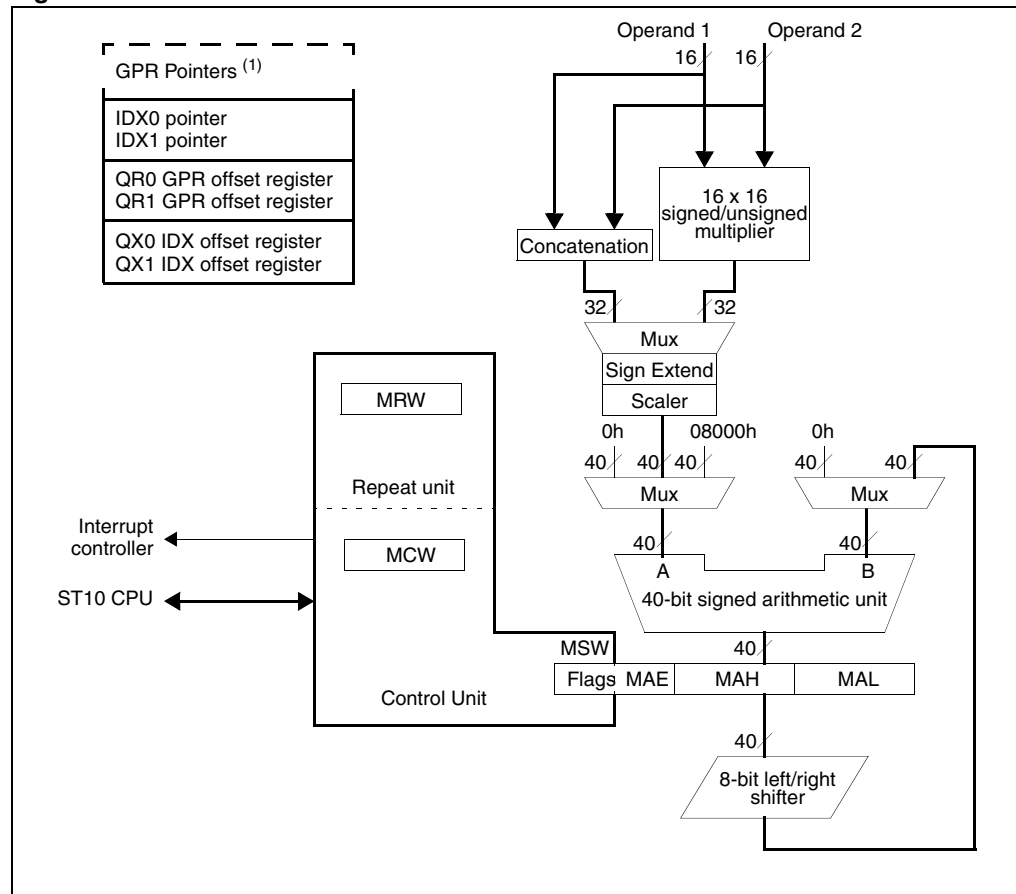 Operand 1 Operand 2
16 16
GPR Pointers (1)
IDX0 pointer
IDX1 pointer
QR0 GPR offset register
QR1 GPR offset register
QX0 IDX offset register
QX1 IDX offset register
16 x 16
signed/unsigned
multiplier
Concatenation
32 32
Mux
Sign Extend
Scaler
0h 08000h 0h
40 40 40 40 40
Mux Mux
40 40
A B
40-bit signed arithmetic unit
40
MRW
Repeat unit
Interrupt
controller
MCW
ST10 CPU
MSW
Flags MAE MAH MAL
Control Unit
40
8-bit left/right
shifter